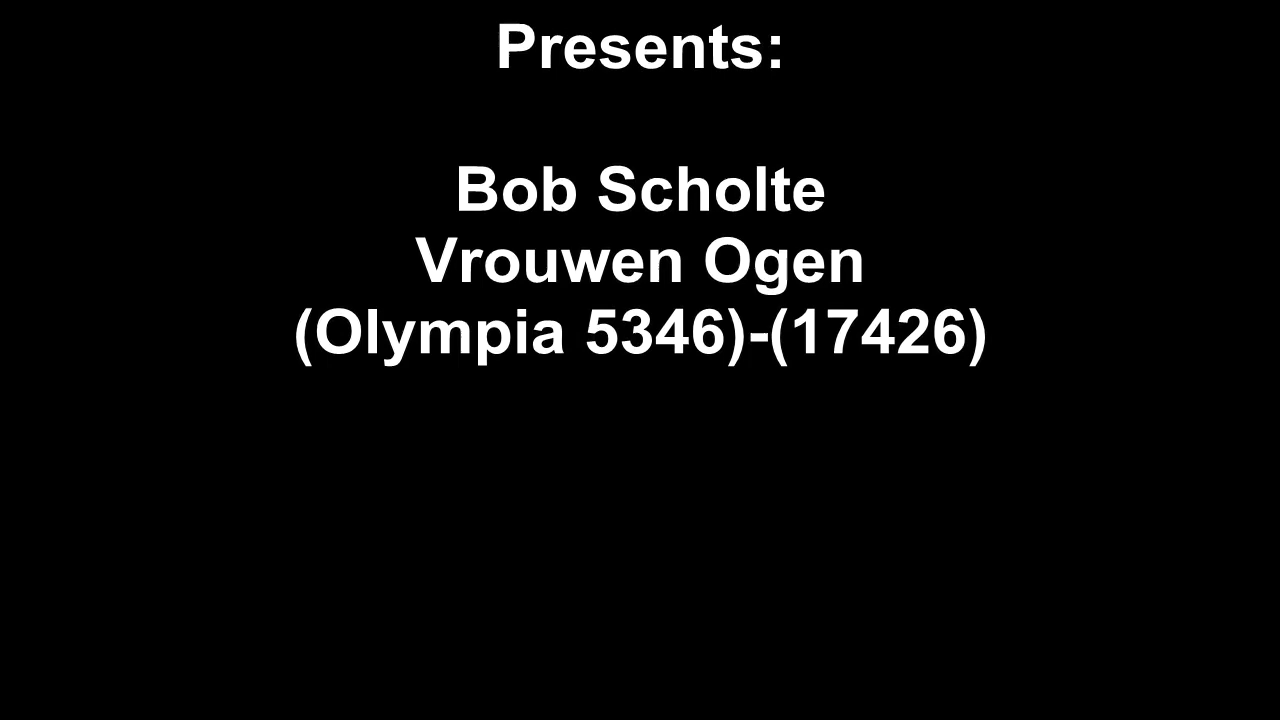 Presents:
Bob Scholte
Vrouwen Ogen
(Olympia 5346)-(17426)